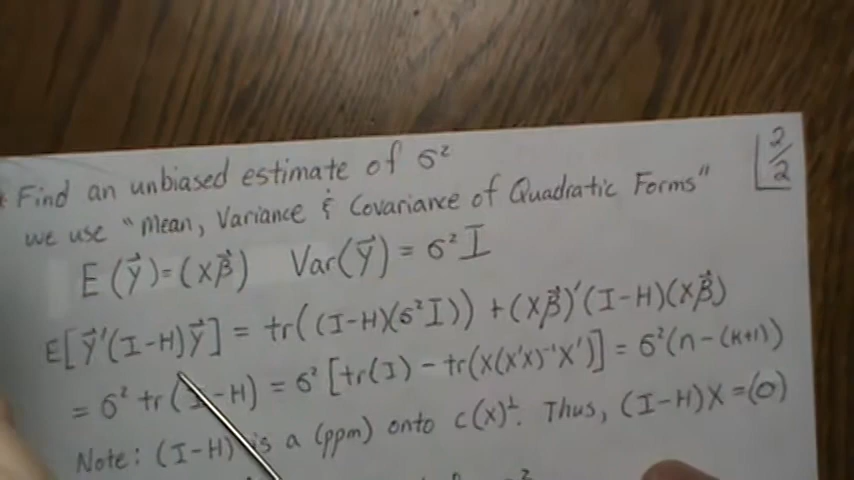 * Find an unbiased estimate of σ²
2/2
we use "Mean, Variance & Covariance of Quadratic Forms"
E(Y⃗)=(Xβ⃗) Var(Y⃗) = σ² I
E[Y⃗'(I-H)Y⃗] = tr((I-H)(σ²I)) + (Xβ⃗)'(I-H)(Xβ⃗)
= σ² tr(I-H) = σ²[tr(I) - tr(X(X'X)⁻¹X')] = σ²(n-(k+1))
Note: (I-H) is a (ppm) onto C(X)⊥. Thus, (I-H)X = (0)